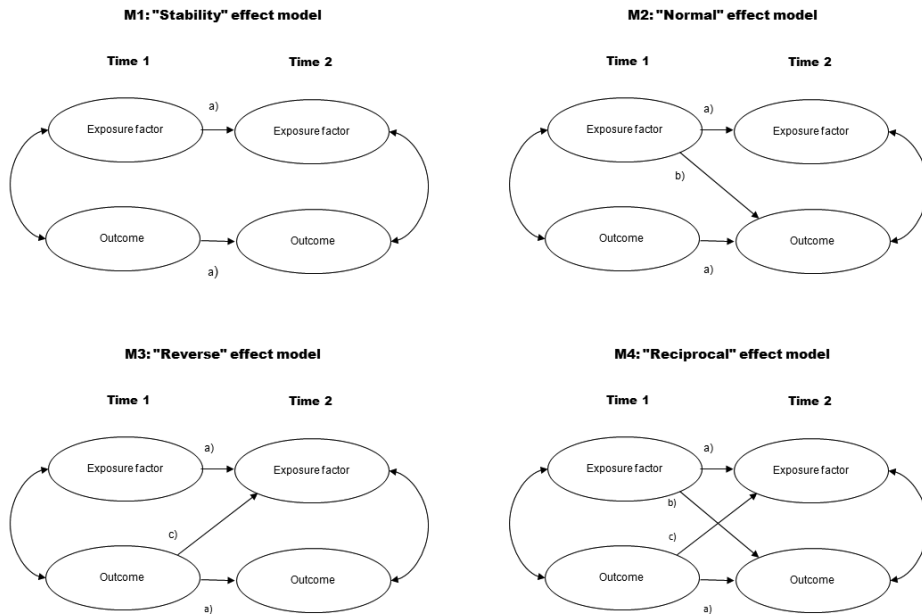 M1: "Stability" effect model
Time 1 Time 2
a)
Exposure factor Exposure factor
Outcome Outcome
a)
M2: "Normal" effect model
Time 1 Time 2
a)
Exposure factor Exposure factor
b)
Outcome Outcome
a)
M3: "Reverse" effect model
Time 1 Time 2
a)
Exposure factor Exposure factor
c)
Outcome Outcome
a)
M4: "Reciprocal" effect model
Time 1 Time 2
a)
Exposure factor Exposure factor
b)
c)
Outcome Outcome
a)